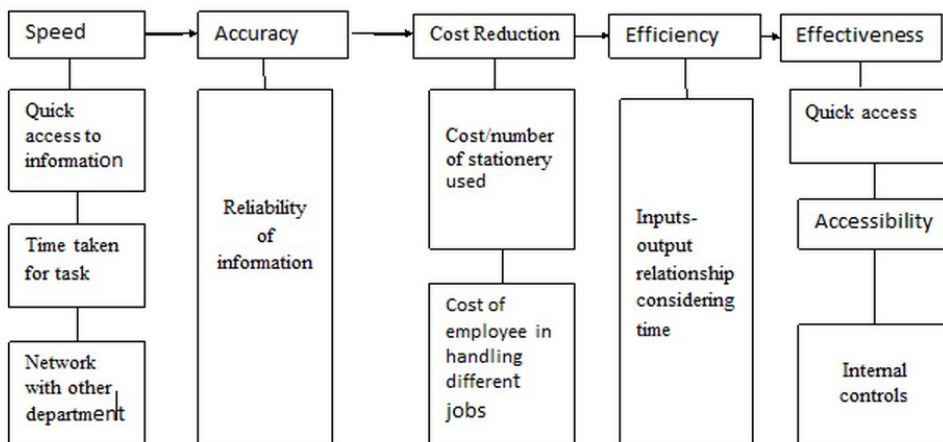 Speed
Accuracy
Cost Reduction
Efficiency
Effectiveness
Quick
access to
information
Time taken
for task
Network
with other
department
Reliability
of
information
Cost/number
of stationery
used
Cost of
employee in
handling
different
jobs
Inputs-
output
relationship
considering
time
Quick access
Accessibility
Internal
controls